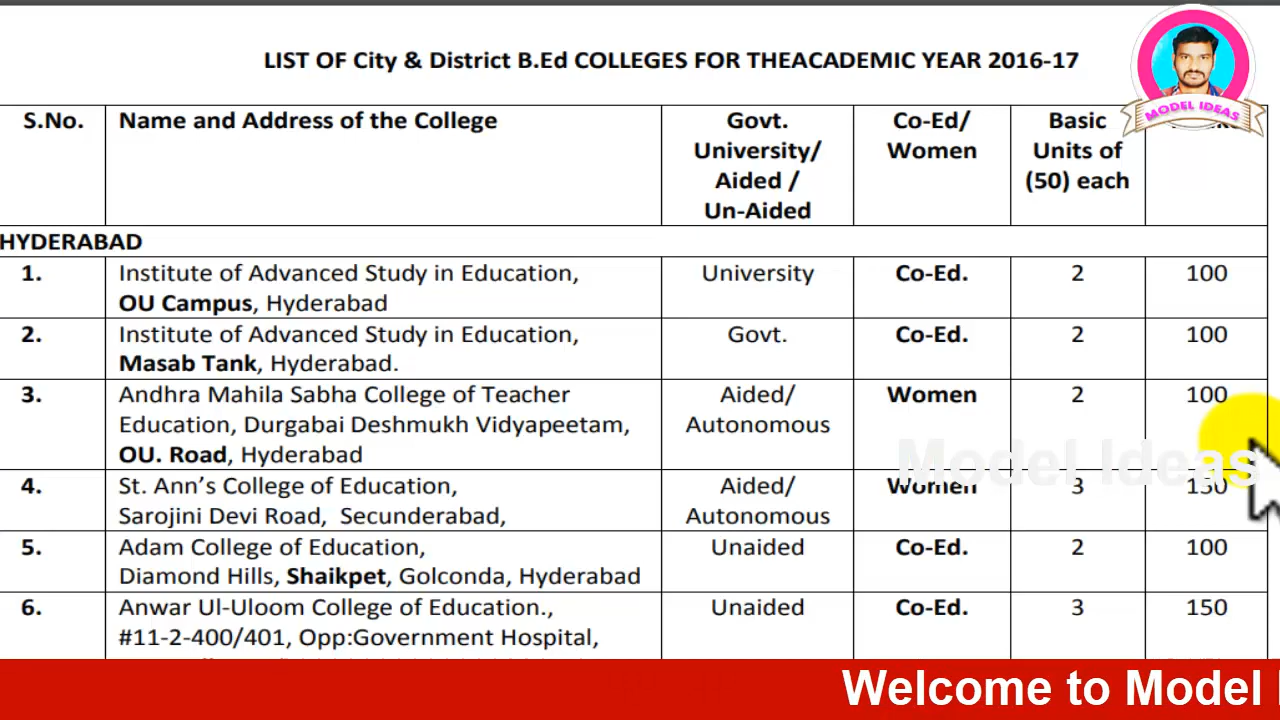 LIST OF City & District B.Ed COLLEGES FOR THEACADEMIC YEAR 2016-17
MODEL IDEAS
S.No.
Name and Address of the College
Govt.
University/
Aided /
Un-Aided
Co-Ed/
Women
Basic
Units of
(50) each
HYDERABAD
1.
Institute of Advanced Study in Education,
OU Campus, Hyderabad
University
Co-Ed.
2
100
2.
Institute of Advanced Study in Education,
Masab Tank, Hyderabad.
Govt.
Co-Ed.
2
100
3.
Andhra Mahila Sabha College of Teacher
Education, Durgabai Deshmukh Vidyapeetam,
OU. Road, Hyderabad
Aided/
Autonomous
Women
2
100
Model Ideas
4.
St. Ann’s College of Education,
Sarojini Devi Road,  Secunderabad,
Aided/
Autonomous
Women
3
150
5.
Adam College of Education,
Diamond Hills, Shaikpet, Golconda, Hyderabad
Unaided
Co-Ed.
2
100
6.
Anwar Ul-Uloom College of Education.,
#11-2-400/401, Opp:Government Hospital,
Unaided
Co-Ed.
3
150
Welcome to Model